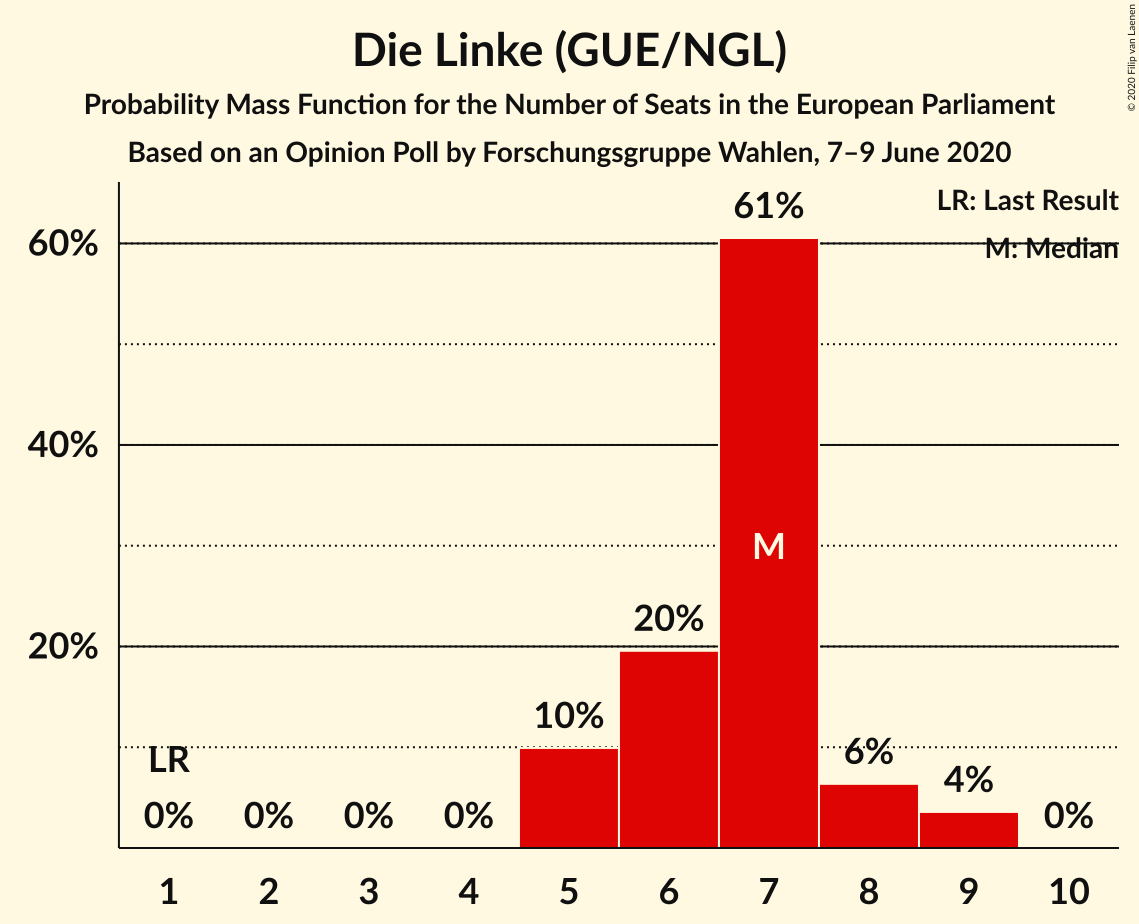 Die Linke (GUE/NGL)
Probability Mass Function for the Number of Seats in the European Parliament
Based on an Opinion Poll by Forschungsgruppe Wahlen, 7–9 June 2020
© 2020 Filip van Laenen
LR: Last Result
M: Median
60%
40%
20%
LR
0%
0%
0%
0%
10%
20%
61%
M
6%
4%
0%
1 2 3 4 5 6 7 8 9 10